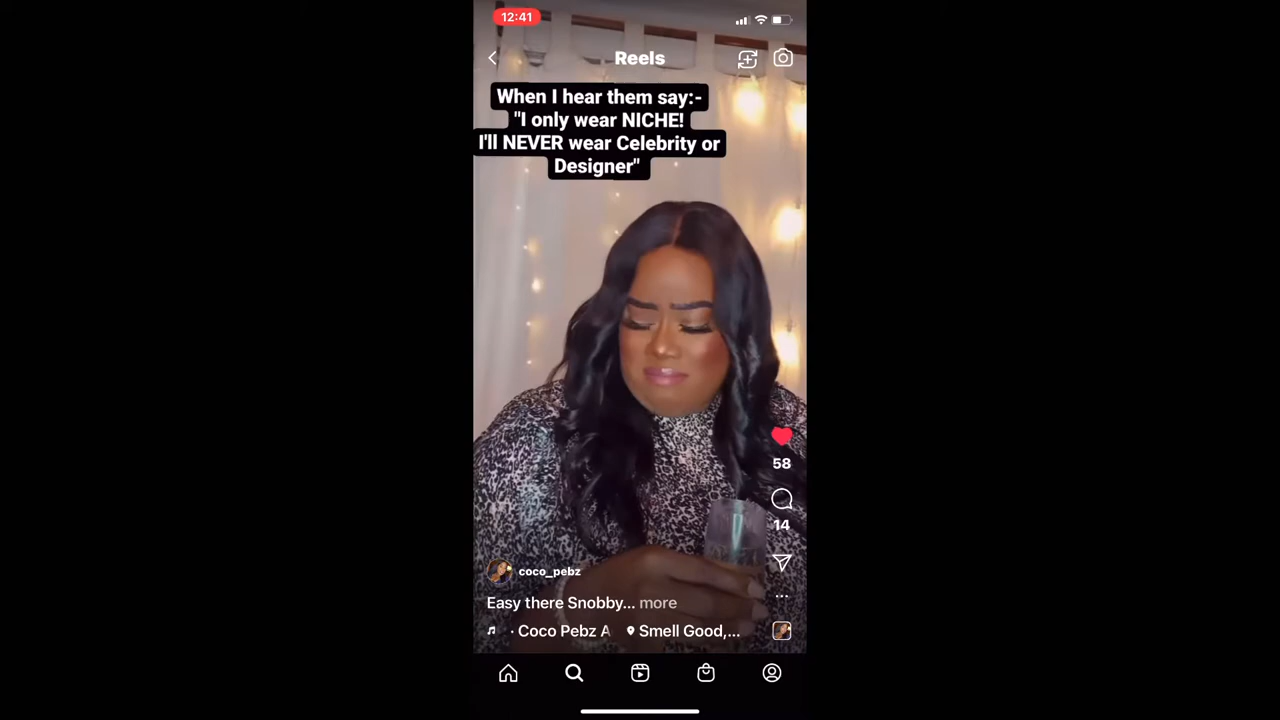 12:41
Reels
When I hear them say:-
"I only wear NICHE!
I'll NEVER wear Celebrity or
Designer"
58
14
coco_pebz
Easy there Snobby... more
· Coco Pebz A Smell Good,...